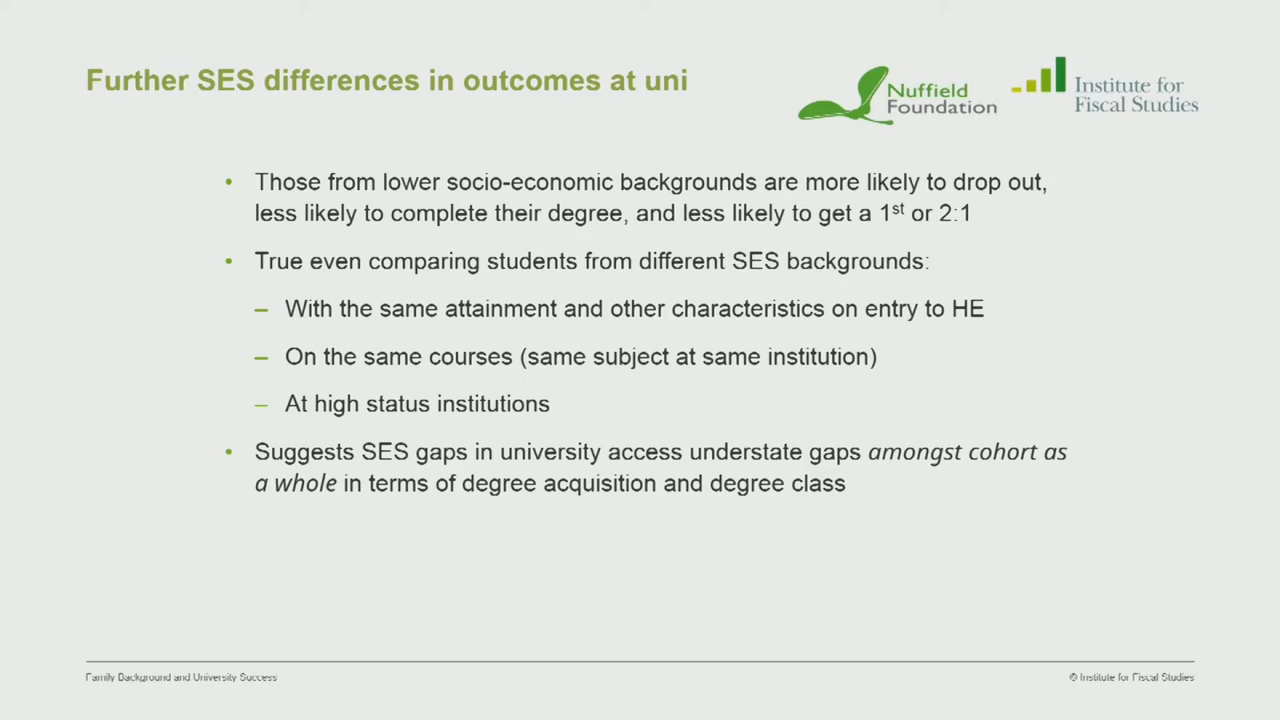 Further SES differences in outcomes at uni
Nuffield
Foundation
Institute for
Fiscal Studies
• Those from lower socio-economic backgrounds are more likely to drop out,
less likely to complete their degree, and less likely to get a 1st or 2:1
• True even comparing students from different SES backgrounds:
– With the same attainment and other characteristics on entry to HE
– On the same courses (same subject at same institution)
– At high status institutions
• Suggests SES gaps in university access understate gaps amongst cohort as
a whole in terms of degree acquisition and degree class
Family Background and University Success
© Institute for Fiscal Studies